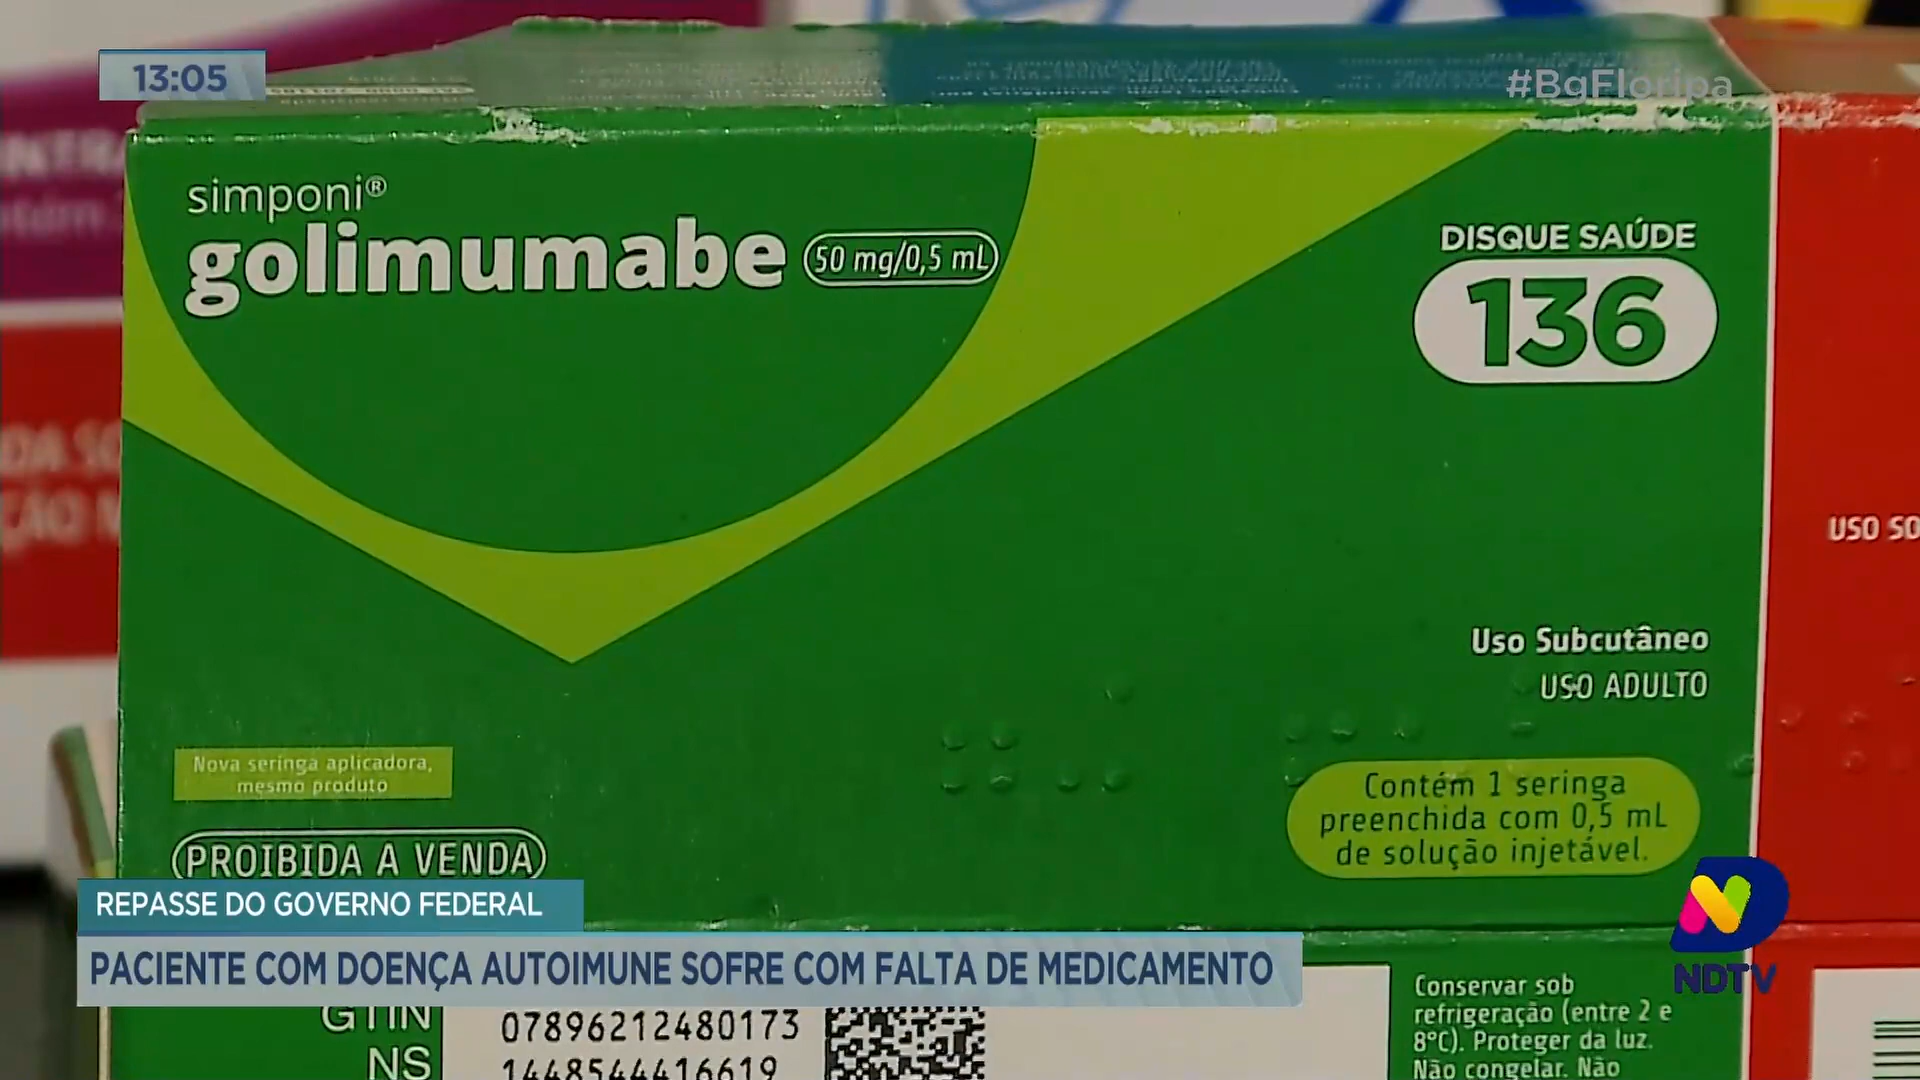 13:05
#BgFloripa
simponi®
golimumabe 50 mg/0,5 mL
DISQUE SAÚDE
136
USO SO
Uso Subcutâneo
USO ADULTO
Nova seringa aplicadora,
mesmo produto
Contém 1 seringa
preenchida com 0,5 mL
de solução injetável.
PROIBIDA A VENDA
REPASSE DO GOVERNO FEDERAL
PACIENTE COM DOENÇA AUTOIMUNE SOFRE COM FALTA DE MEDICAMENTO
NDTV
GTIN 07896212480173
NS 1448544416619
Conservar sob
refrigeração (entre 2 e
8ºC). Proteger da luz.
Não congelar. Não